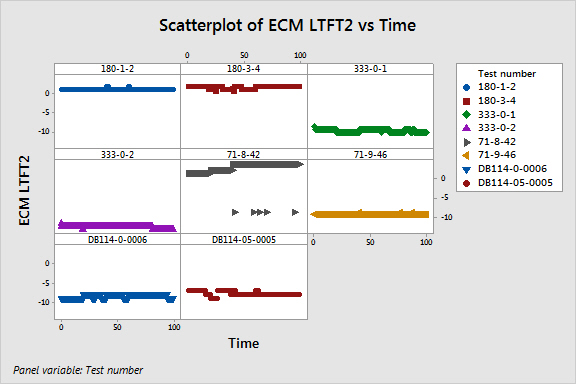 Scatterplot of ECM LTFT2 vs Time
0 50 100
180-1-2 180-3-4 333-0-1
0
-5
-10
333-0-2 71-8-42 71-9-46
0
-5
-10
DB114-0-0006 DB114-05-0005
0 50 100
0
-5
-10
0 50 100
ECM LTFT2
Time
Test number
180-1-2
180-3-4
333-0-1
333-0-2
71-8-42
71-9-46
DB114-0-0006
DB114-05-0005
Panel variable: Test number